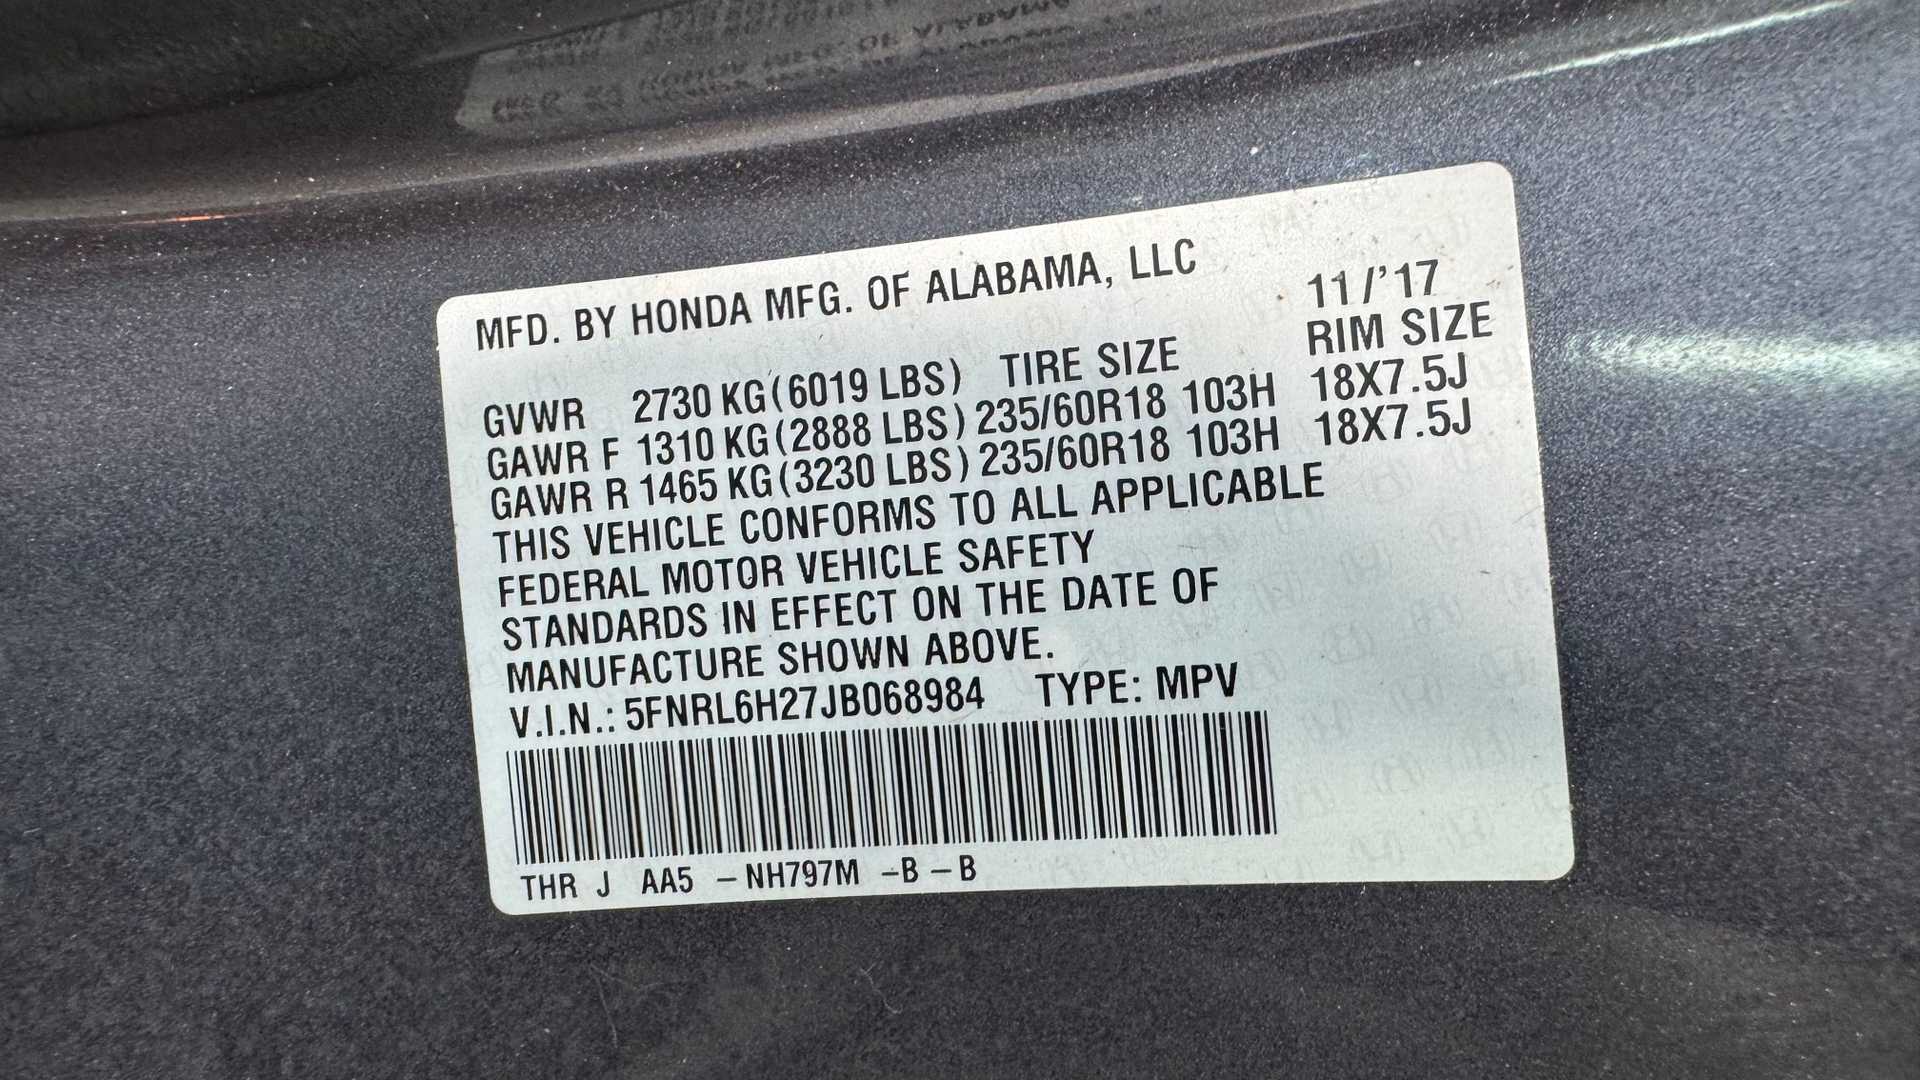 MFD. BY HONDA MFG. OF ALABAMA, LLC 11/'17
GVWR 2730 KG(6019 LBS) TIRE SIZE RIM SIZE
GAWR F 1310 KG(2888 LBS) 235/60R18 103H 18X7.5J
GAWR R 1465 KG(3230 LBS) 235/60R18 103H 18X7.5J
THIS VEHICLE CONFORMS TO ALL APPLICABLE
FEDERAL MOTOR VEHICLE SAFETY
STANDARDS IN EFFECT ON THE DATE OF
MANUFACTURE SHOWN ABOVE.
V.I.N.: 5FNRL6H27JB068984 TYPE: MPV
THR J AA5 -NH797M -B-B